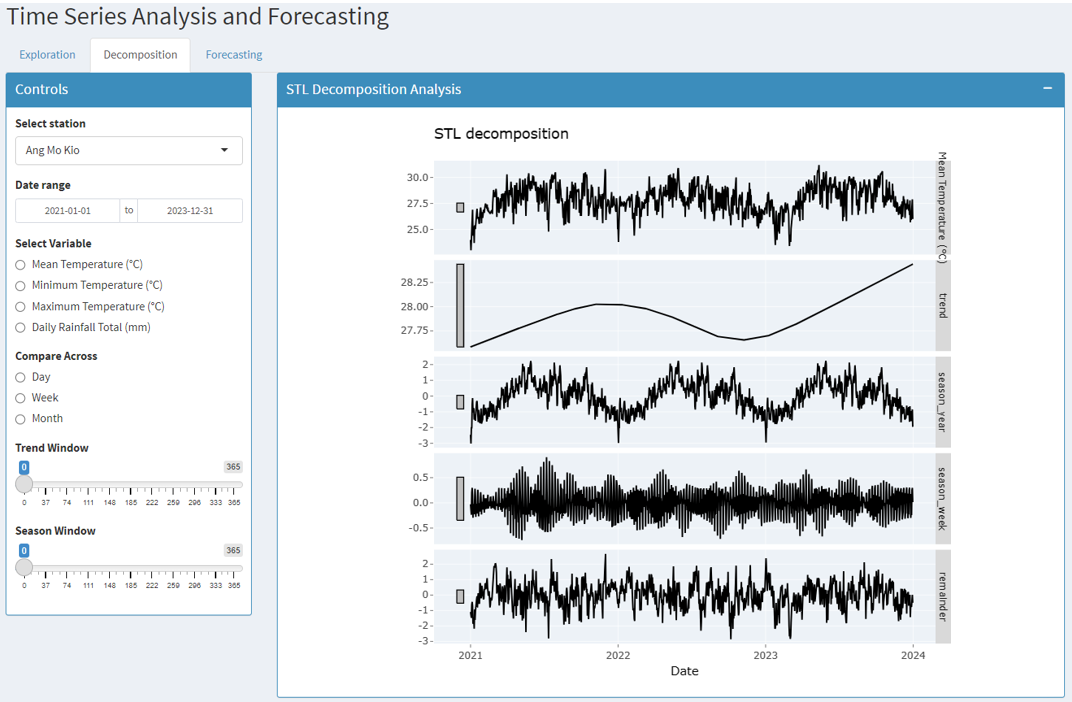 Time Series Analysis and Forecasting
Exploration Decomposition Forecasting
Controls
Select station
Ang Mo Kio
Date range
2021-01-01 to 2023-12-31
Select Variable
Mean Temperature (°C)
Minimum Temperature (°C)
Maximum Temperature (°C)
Daily Rainfall Total (mm)
Compare Across
Day
Week
Month
Trend Window
0 365
0 37 74 111 148 185 222 259 296 333 365
Season Window
0 365
0 37 74 111 148 185 222 259 296 333 365
STL Decomposition Analysis
STL decomposition
30.0
27.5
25.0
Mean Temperature (°C)
28.25
28.00
27.75
trend
2
1
0
-1
-2
-3
season_year
0.5
0.0
-0.5
season_week
2
1
0
-1
-2
-3
remainder
2021 2022 2023 2024
Date